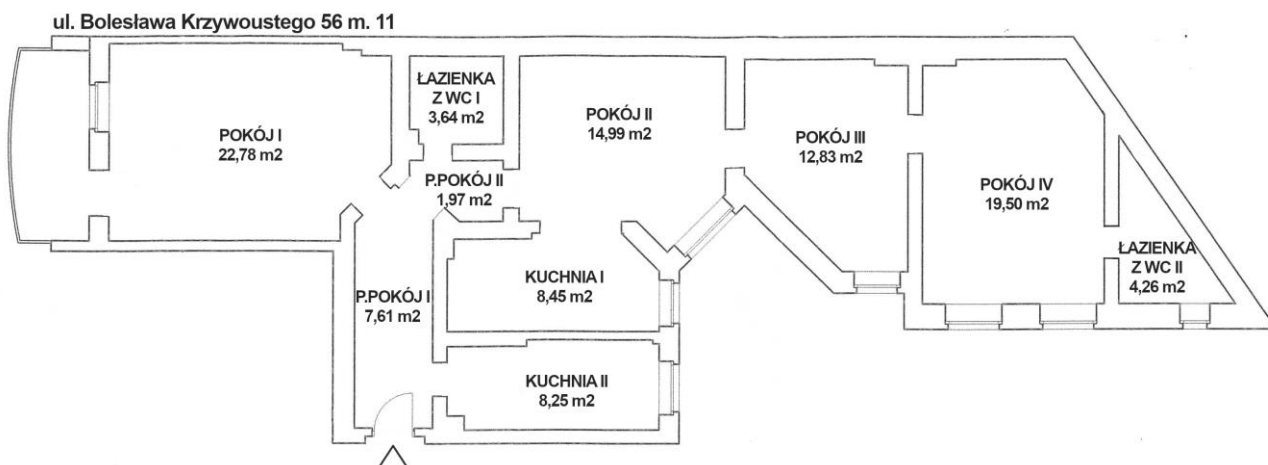 ul. Bolesława Krzywoustego 56 m. 11
ŁAZIENKA
Z WC I
3,64 m2
POKÓJ I
22,78 m2
POKÓJ II
14,99 m2
POKÓJ III
12,83 m2
P.POKÓJ II
1,97 m2
POKÓJ IV
19,50 m2
ŁAZIENKA
Z WC II
4,26 m2
KUCHNIA I
8,45 m2
P.POKÓJ I
7,61 m2
KUCHNIA II
8,25 m2